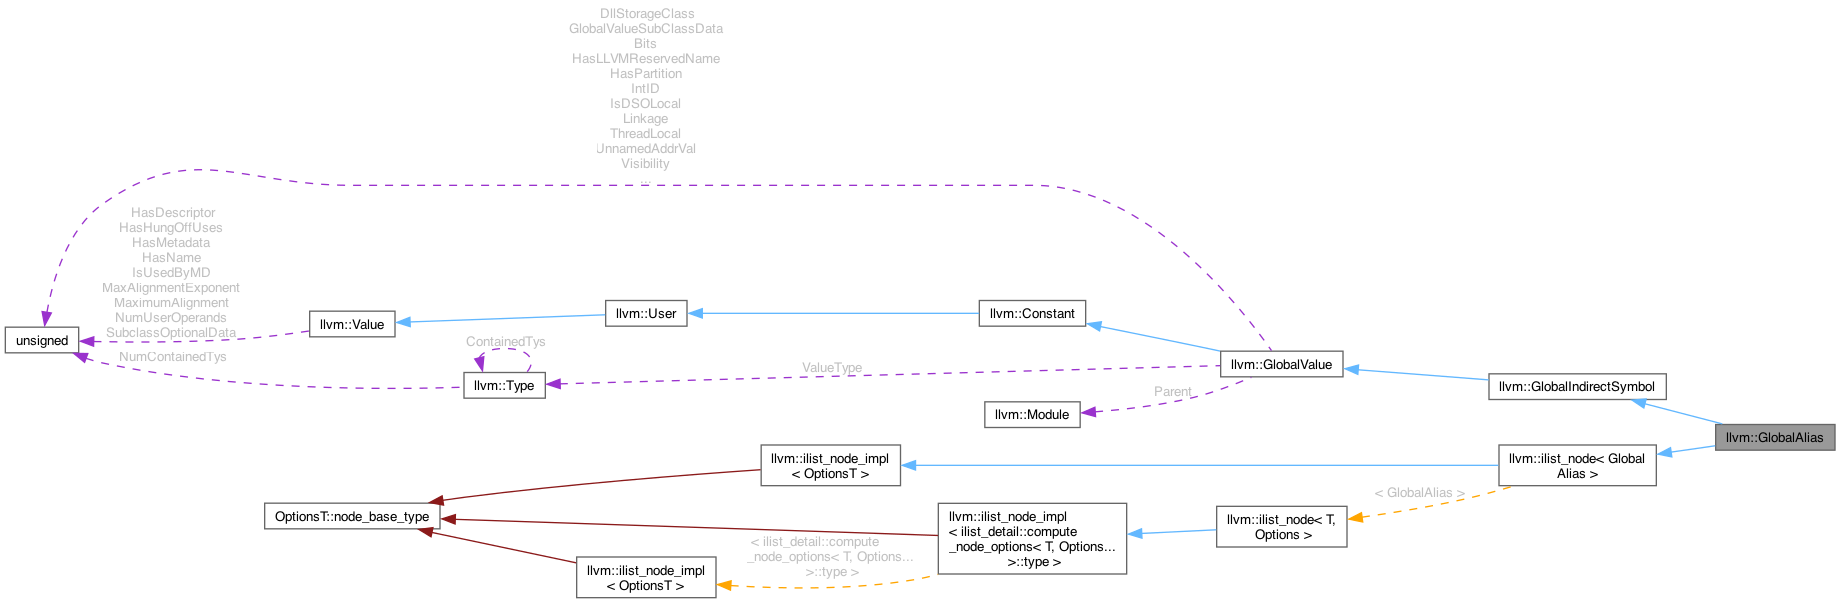 DllStorageClass
GlobalValueSubClassData
Bits
HasLLVMReservedName
HasPartition
IntID
IsDSOLocal
Linkage
ThreadLocal
UnnamedAddrVal
Visibility
...
HasDescriptor
HasHungOffUses
HasMetadata
HasName
IsUsedByMD
MaxAlignmentExponent
MaximumAlignment
NumUserOperands
SubclassOptionalData
unsigned
NumContainedTys
llvm::Value
llvm::User
llvm::Constant
ContainedTys
llvm::Type
ValueType
llvm::GlobalValue
Parent
llvm::Module
llvm::GlobalIndirectSymbol
llvm::GlobalAlias
llvm::ilist_node_impl
< OptionsT >
llvm::ilist_node< Global
Alias >
< GlobalAlias >
OptionsT::node_base_type
llvm::ilist_node_impl
< ilist_detail::compute
_node_options< T, Options...
>::type >
llvm::ilist_node< T,
Options >
< ilist_detail::compute
_node_options< T, Options...
>::type >
llvm::ilist_node_impl
< OptionsT >